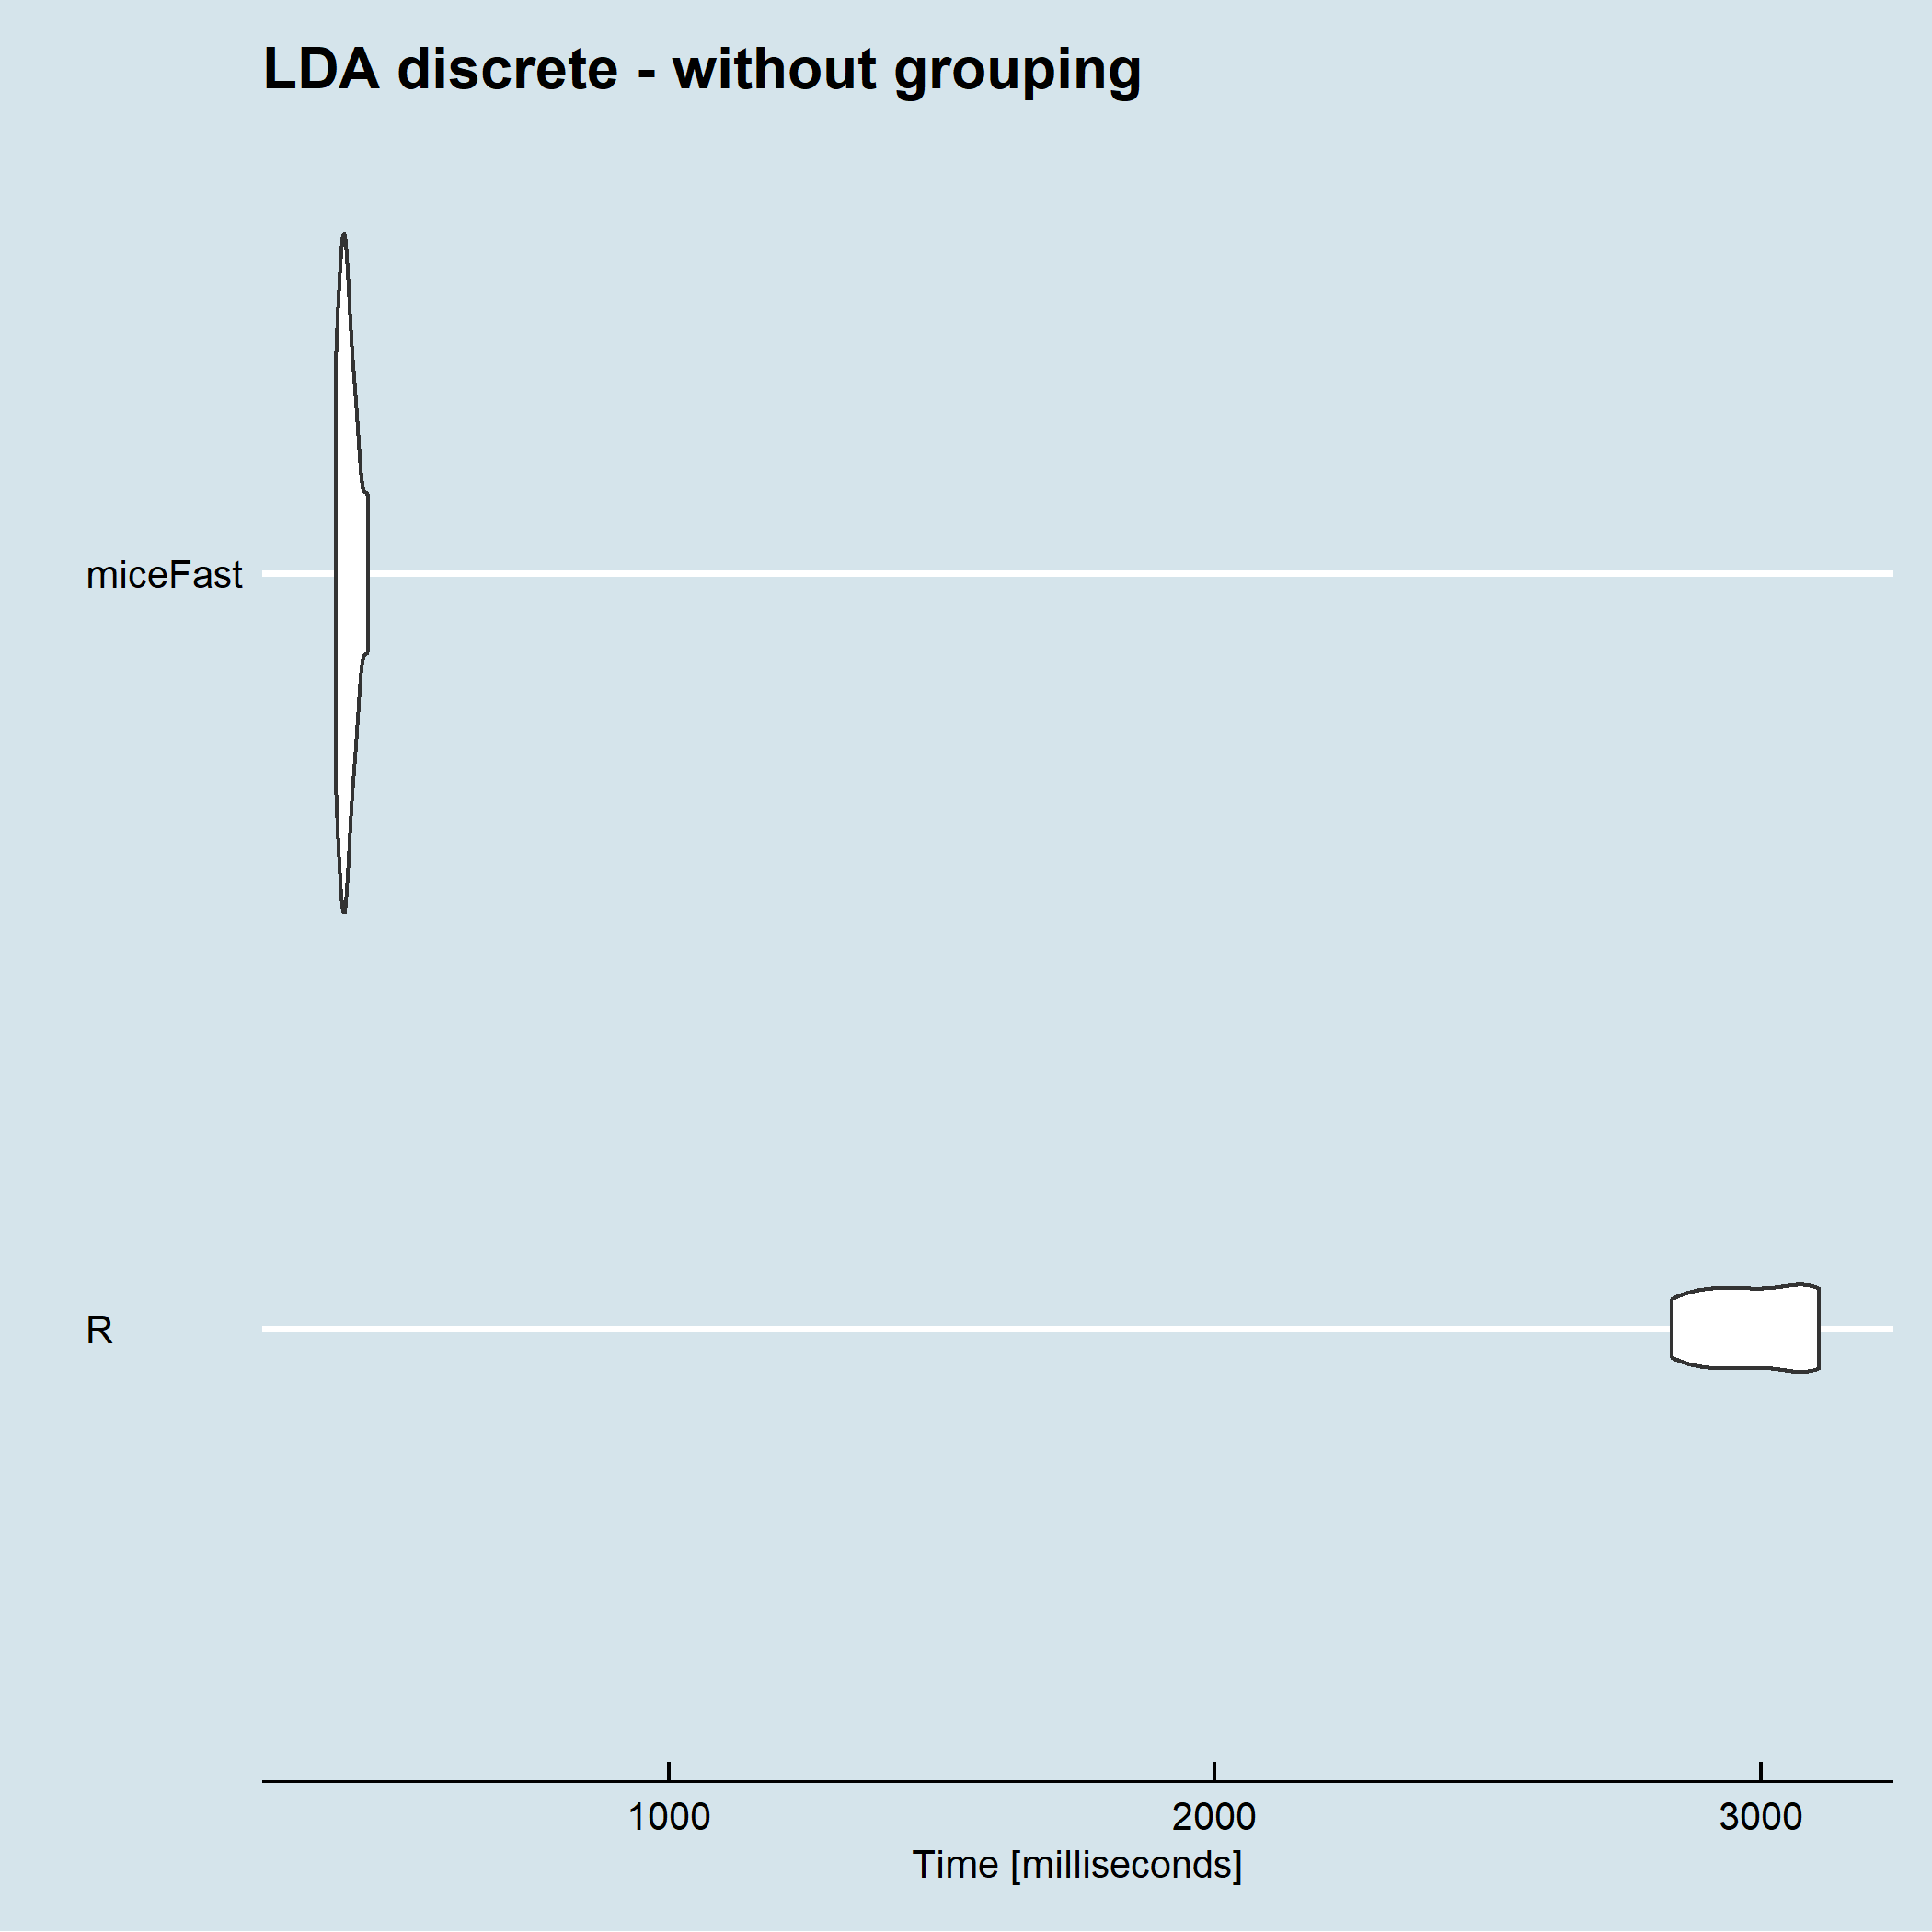 LDA discrete - without grouping
miceFast
R
1000 2000 3000
Time [milliseconds]